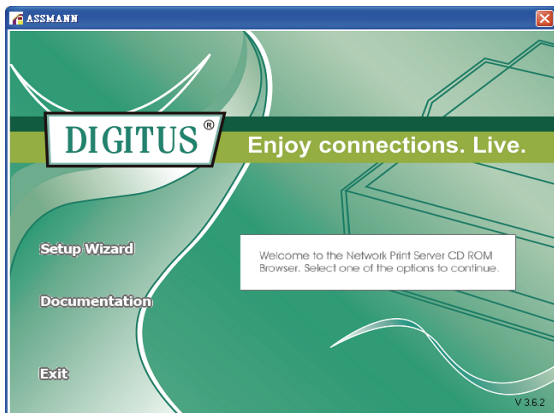 ASSMANN
DIGITUS®
Enjoy connections. Live.
Setup Wizard
Welcome to the Network Print Server CD ROM
Browser. Select one of the options to continue.
Documentation
Exit
V 3.6.2